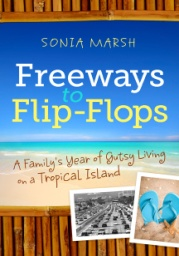 SONIA MARSH
Freeways
to
Flip-Flops
A Family's Year of Gutsy Living
on a Tropical Island